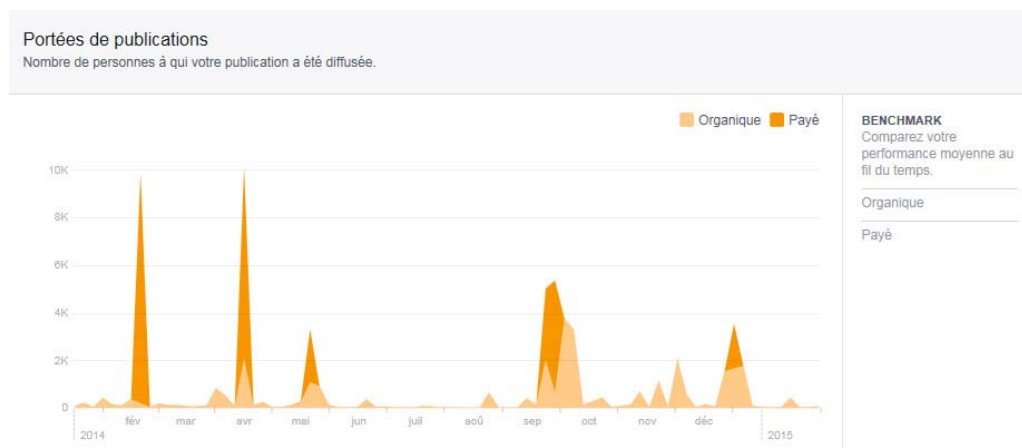 Portées de publications
Nombre de personnes à qui votre publication a été diffusée.
Organique Payé
BENCHMARK
Comparez votre
performance moyenne au
fil du temps.
Organique
Payé
10K
8K
6K
4K
2K
0
fév mar avr mai jun juil aoû sep oct nov déc
2014 2015